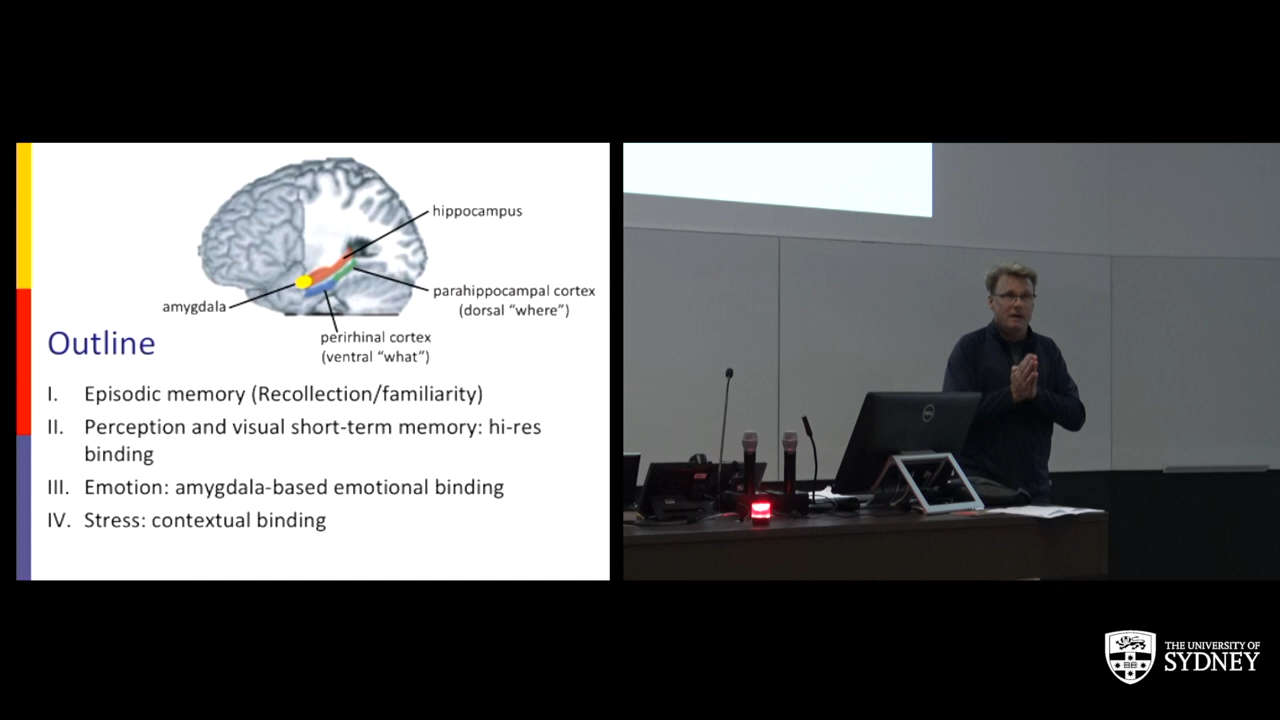 hippocampus
parahippocampal cortex
(dorsal “where”)
amygdala
perirhinal cortex
(ventral “what”)
Outline
I. Episodic memory (Recollection/familiarity)
II. Perception and visual short-term memory: hi-res
binding
III. Emotion: amygdala-based emotional binding
IV. Stress: contextual binding
DELL
THE UNIVERSITY OF
SYDNEY